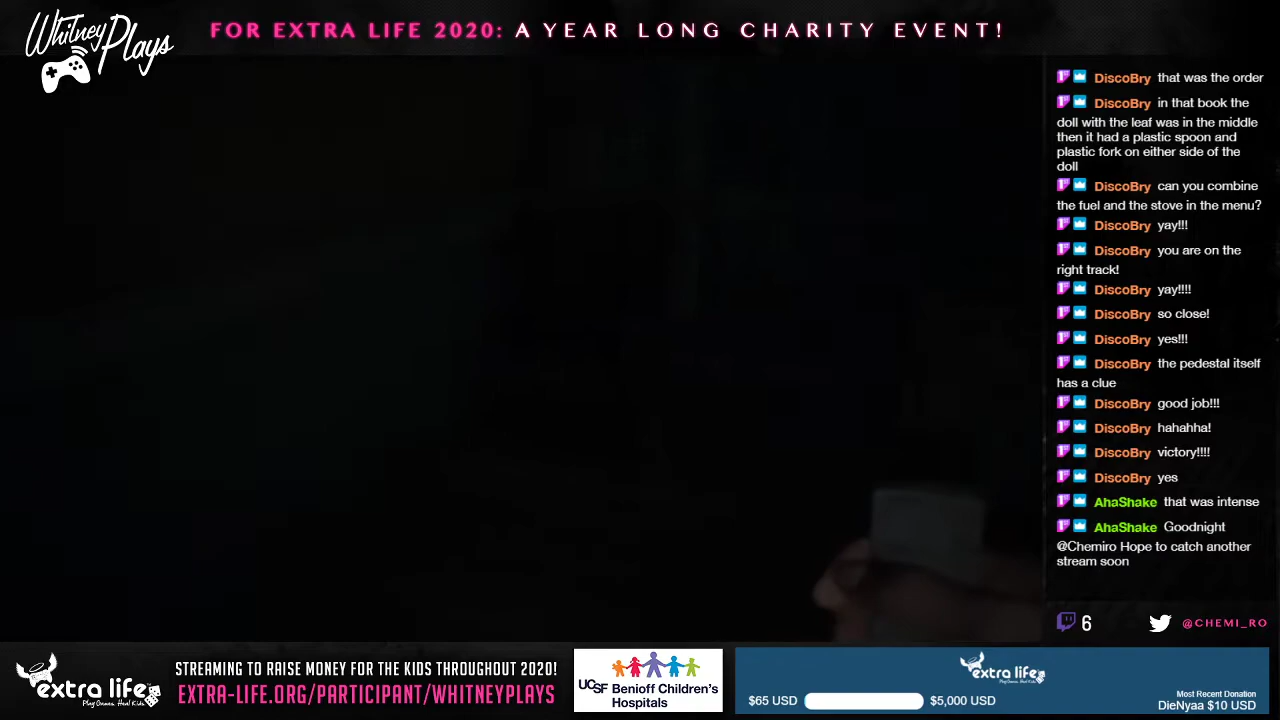 Whitney Plays
FOR EXTRA LIFE 2020: A YEAR LONG CHARITY EVENT!
DiscoBry that was the order
DiscoBry in that book the
doll with the leaf was in the middle
then it had a plastic spoon and
plastic fork on either side of the
doll
DiscoBry can you combine
the fuel and the stove in the menu?
DiscoBry yay!!!
DiscoBry you are on the
right track!
DiscoBry yay!!!!
DiscoBry so close!
DiscoBry yes!!!
DiscoBry the pedestal itself
has a clue
DiscoBry good job!!!
DiscoBry hahahha!
DiscoBry victory!!!!
DiscoBry yes
AhaShake that was intense
AhaShake Goodnight
@Chemiro Hope to catch another
stream soon
6 @CHEMI_RO
extra life
Play Games. Heal Kids.
STREAMING TO RAISE MONEY FOR THE KIDS THROUGHOUT 2020!
EXTRA-LIFE.ORG/PARTICIPANT/WHITNEYPLAYS
UCSF Benioff Children's
Hospitals
extra life
$65 USD $5,000 USD
Most Recent Donation
DieNyaa $10 USD